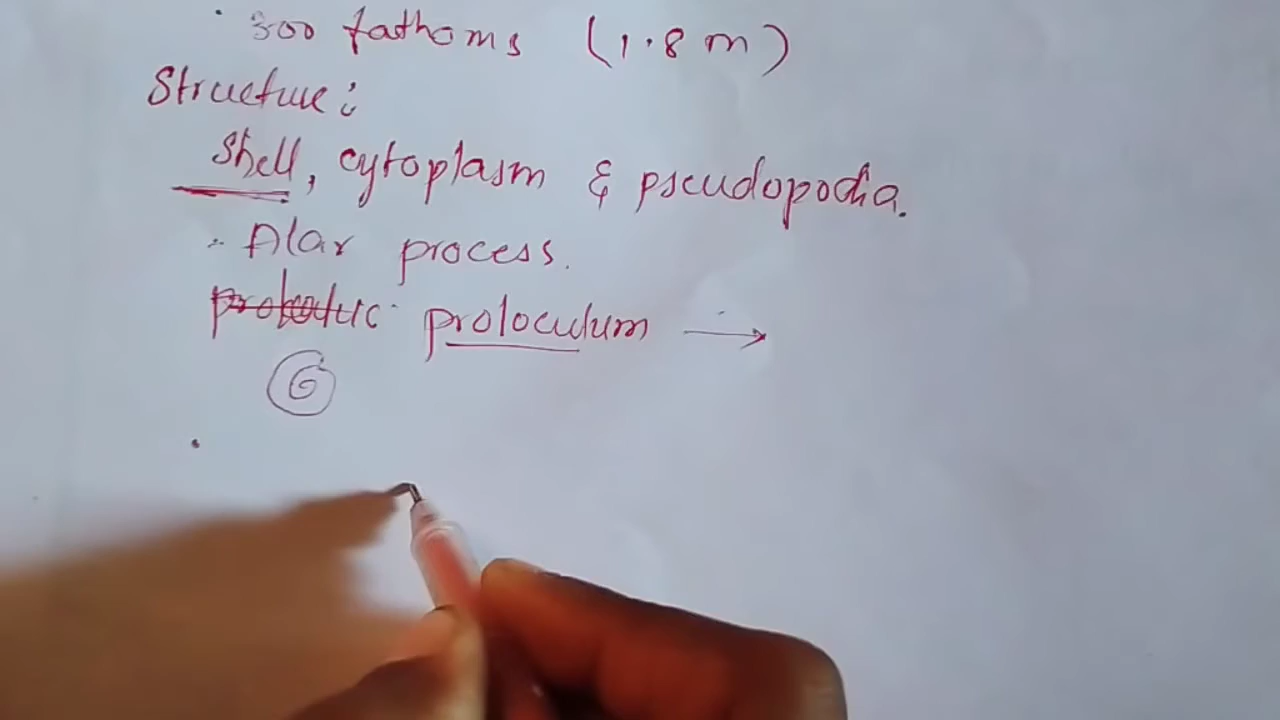 300 fathoms (1.8 m)
Structure:
Shell, cytoplasm & pseudopodia.
Alar process.
proloculum →